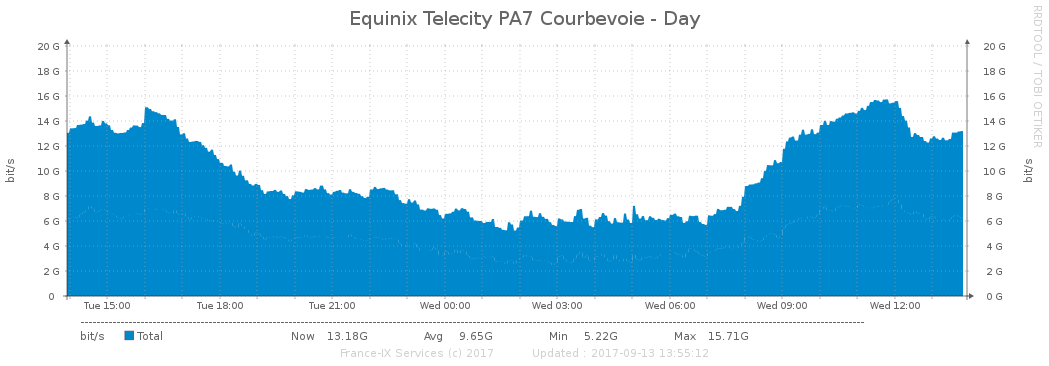 Equinix Telecity PA7 Courbevoie - Day
RRDTOOL / TOBI OETIKER
20 G 20 G
18 G 18 G
16 G 16 G
14 G 14 G
12 G 12 G
10 G 10 G
8 G 8 G
6 G 6 G
4 G 4 G
2 G 2 G
0 0 G
bit/s bit/s
Tue 15:00 Tue 18:00 Tue 21:00 Wed 00:00 Wed 03:00 Wed 06:00 Wed 09:00 Wed 12:00
bit/s Total Now 13.18G Avg 9.65G Min 5.22G Max 15.71G
France-IX Services (c) 2017 Updated : 2017-09-13 13:55:12